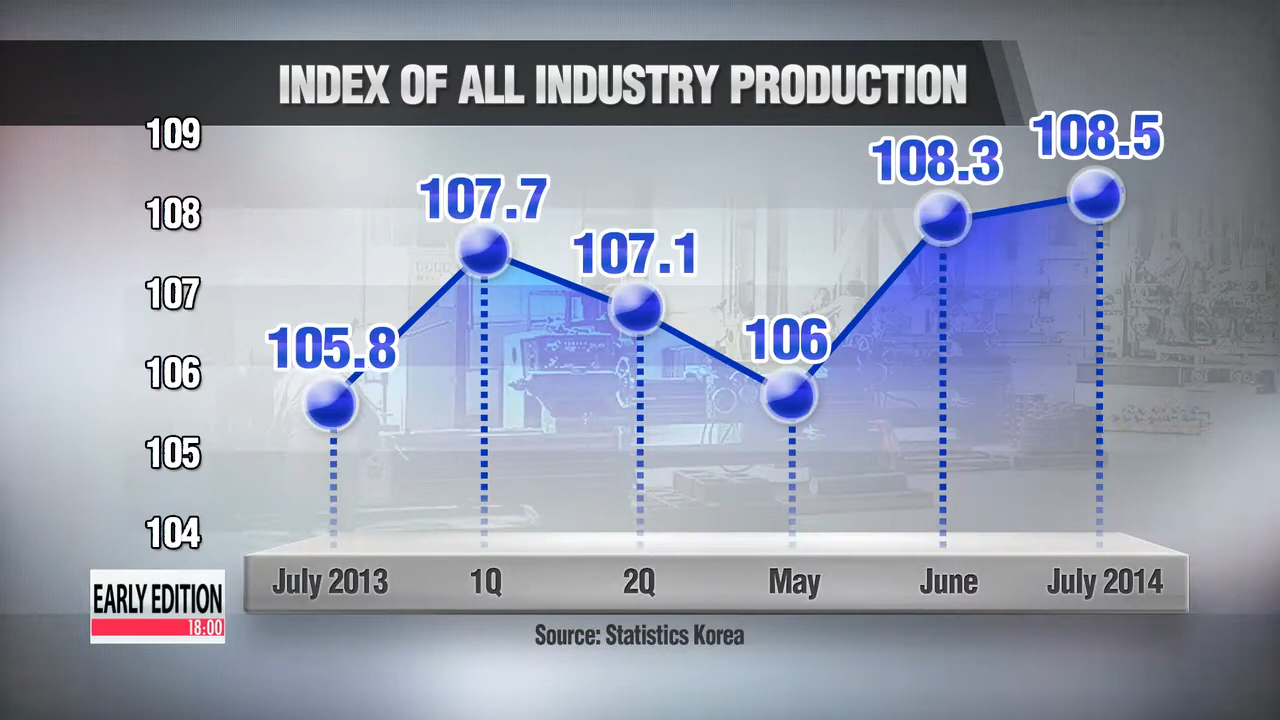 INDEX OF ALL INDUSTRY PRODUCTION
109
108
107
106
105
104
105.8
107.7
107.1
106
108.3
108.5
July 2013
1Q
2Q
May
June
July 2014
EARLY EDITION
18:00
Source: Statistics Korea